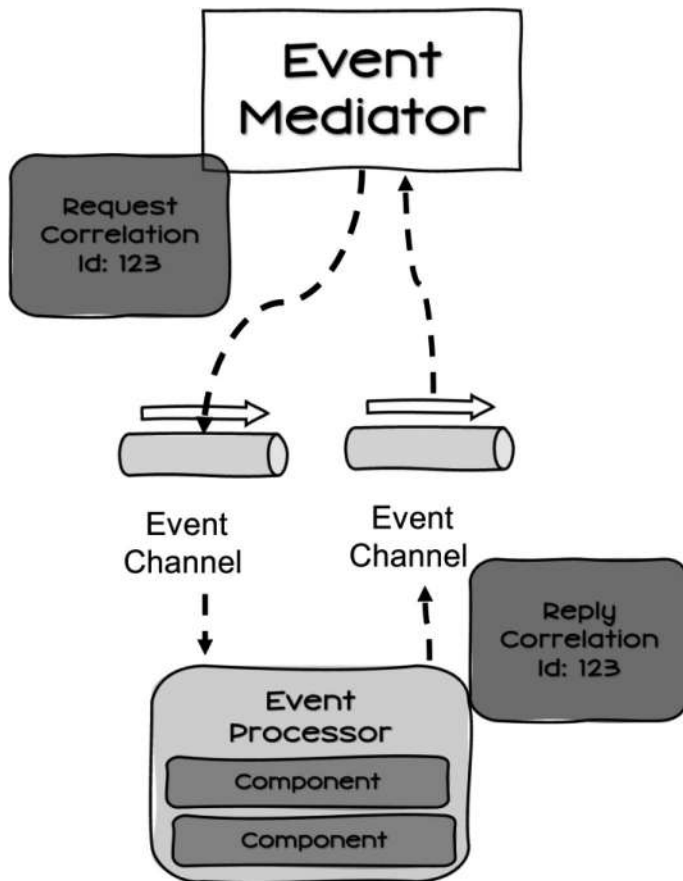 Event
Mediator
Request
Correlation
Id: 123
Event
Channel
Event
Channel
Reply
Correlation
Id: 123
Event
Processor
Component
Component